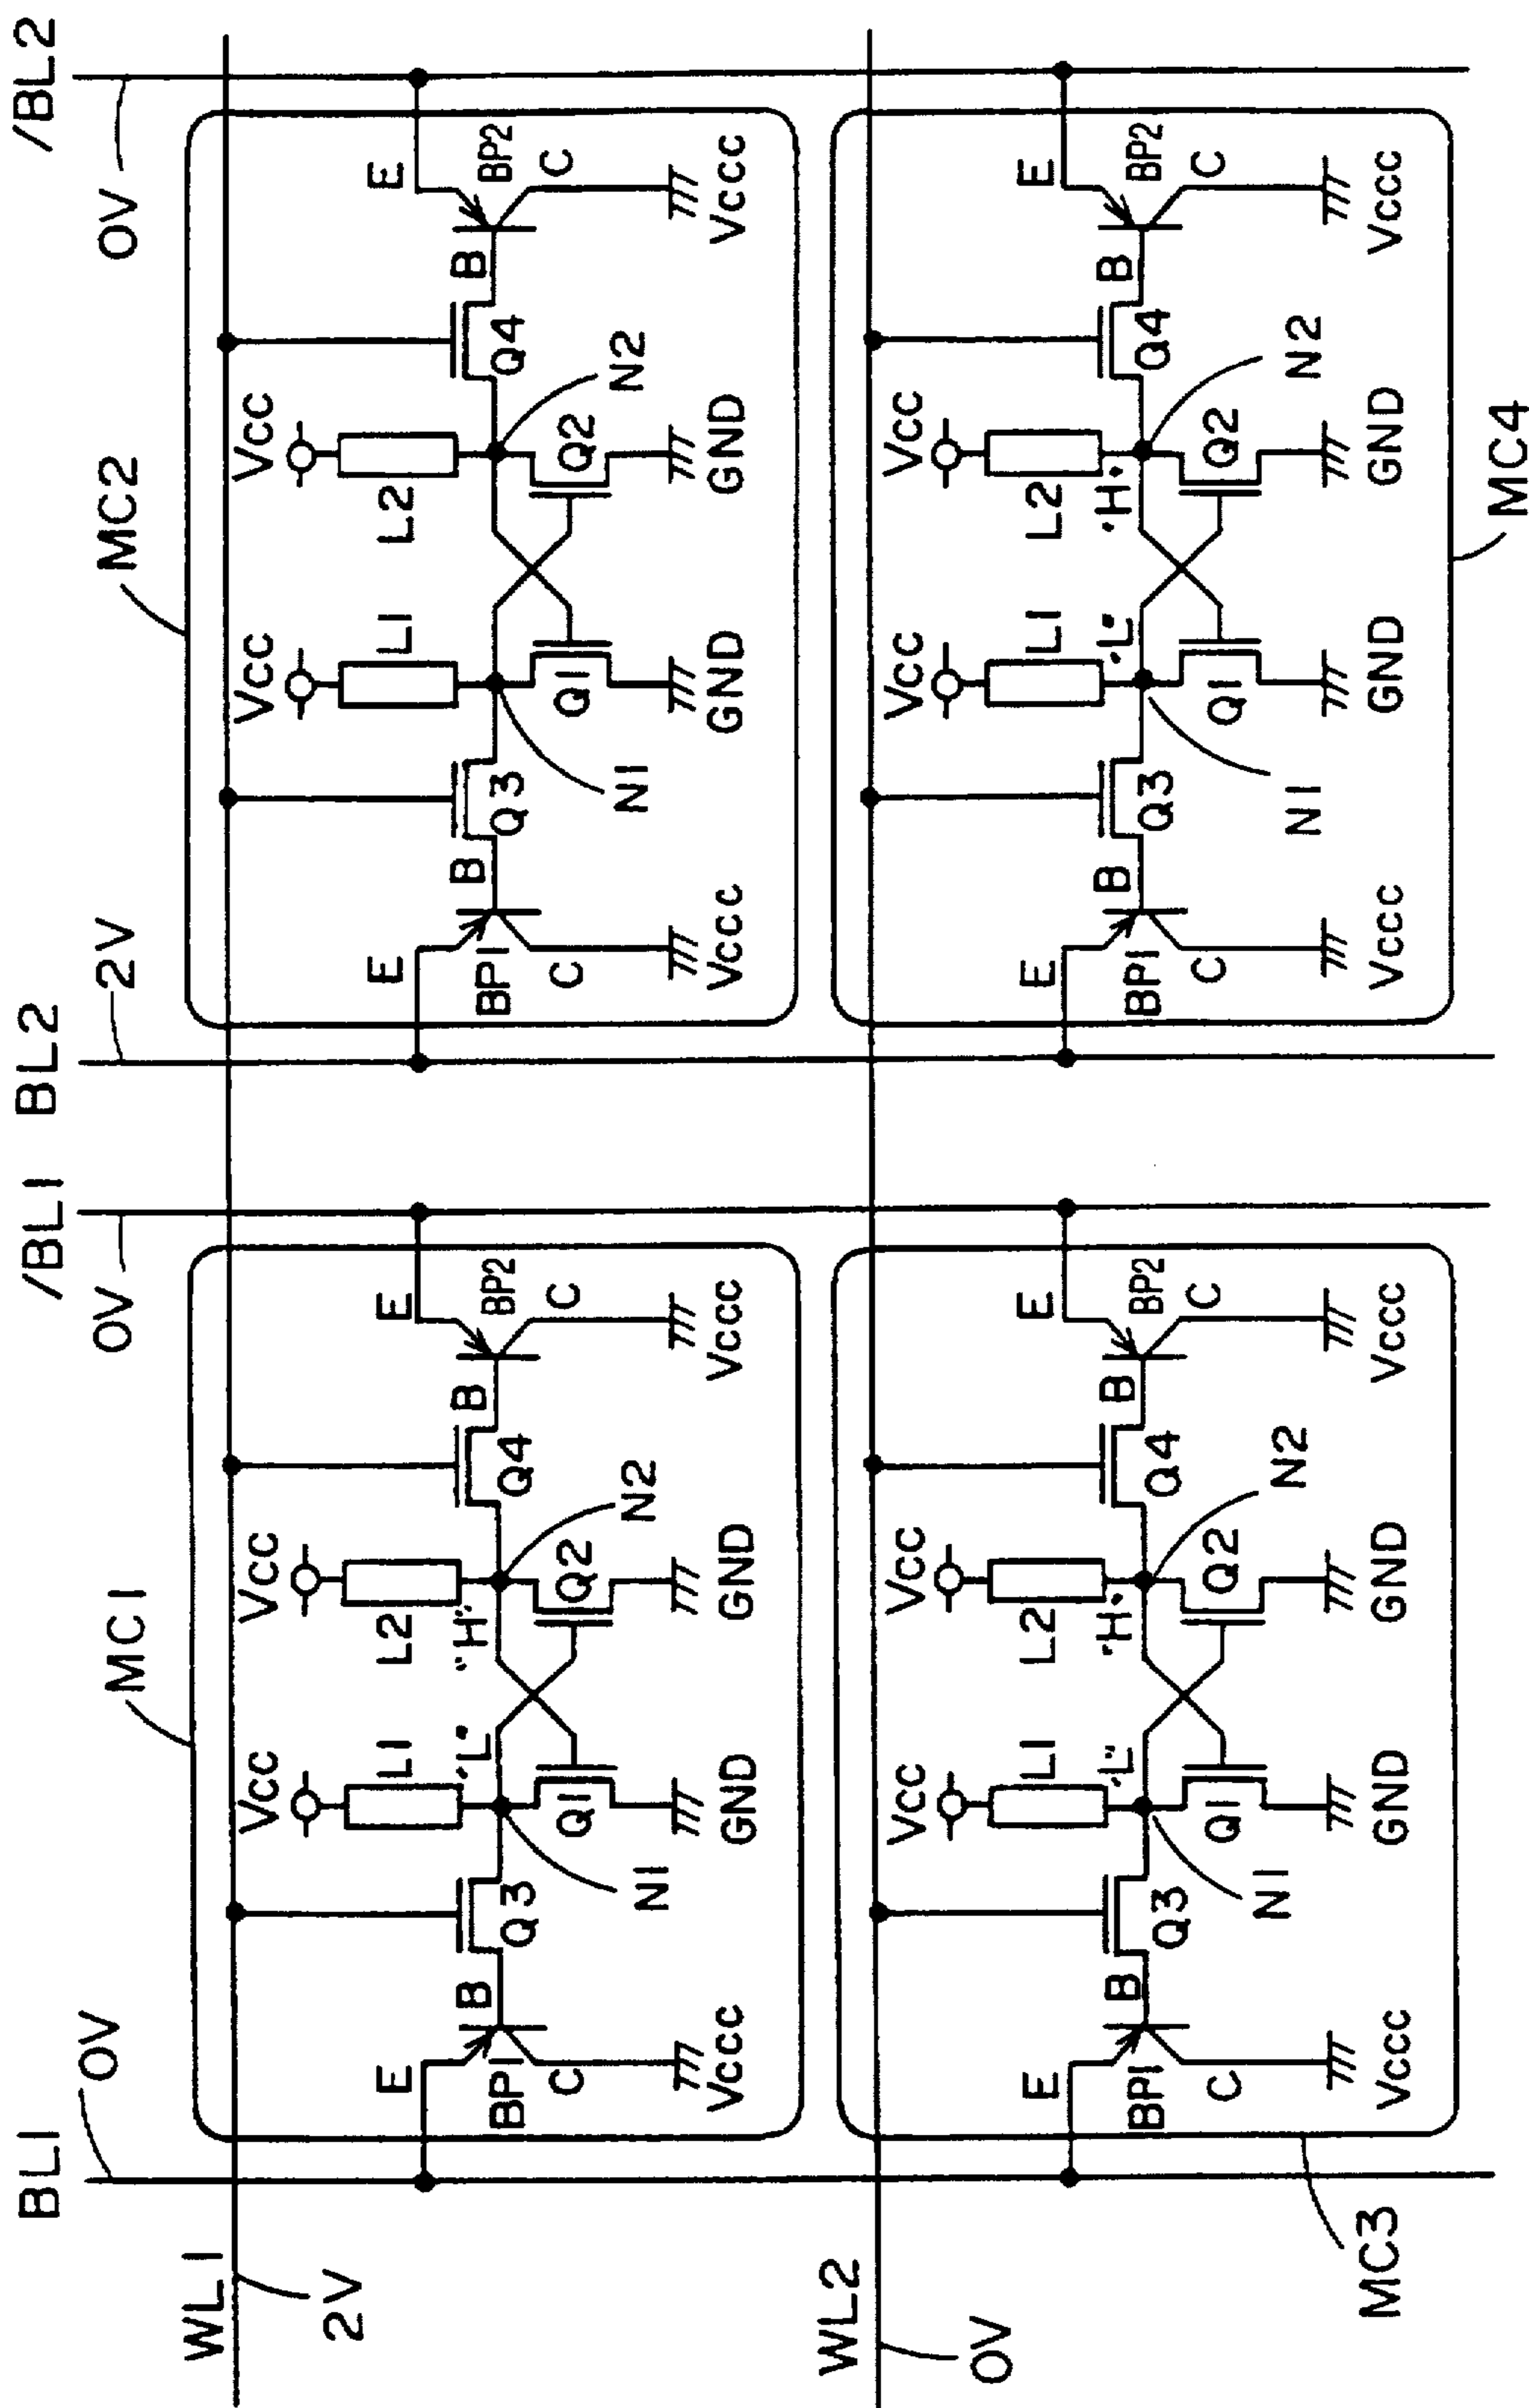 BL1 /BL1 BL2 /BL2
0V MC1 0V 2V MC2 0V
WL1 Vcc Vcc Vcc Vcc
2V
E L1 L2 E E L1 L2 E
B "L" "H" B B B
BP1 Q3 Q4 BP2 BP1 Q3 Q4 BP2
C Q1 Q2 C C Q1 Q2 C
N1 N2 N1 N2
Vccc GND GND Vccc Vccc GND GND Vccc
WL2 Vcc Vcc Vcc Vcc
0V
E L1 L2 E E L1 L2 E
B "L" "H" B B "L" "H" B
BP1 Q3 Q4 BP2 BP1 Q3 Q4 BP2
C Q1 Q2 C C Q1 Q2 C
N1 N2 N1 N2
Vccc GND GND Vccc Vccc GND GND Vccc
MC3 MC4